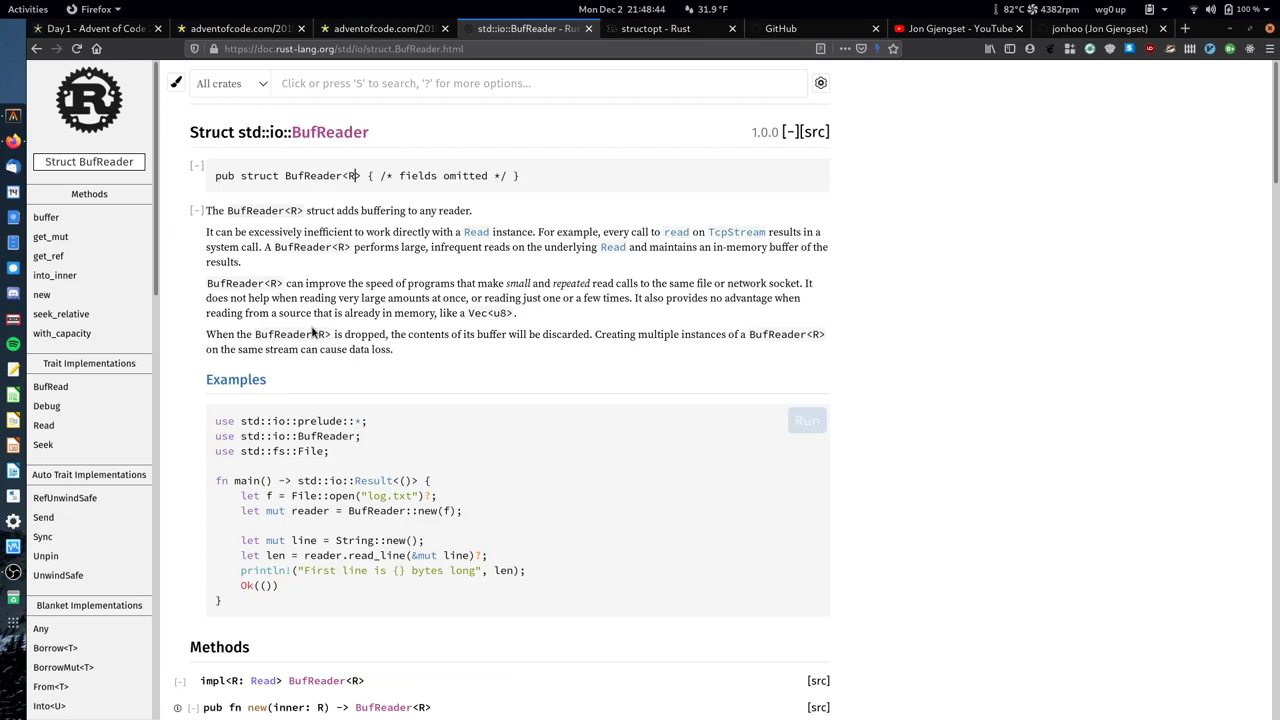 Activities
Firefox
Mon Dec 2 21:48:44
31.9 °F
82°C
4382rpm
wg0 up
100 %
Day 1 - Advent of Code
adventofcode.com/201
adventofcode.com/201
std::io::BufReader - Rus
structopt - Rust
GitHub
Jon Gjengset - YouTube
jonhoo (Jon Gjengset)
https://doc.rust-lang.org/std/io/struct.BufReader.html
All crates
Click or press ‘S’ to search, ‘?’ for more options…
Struct BufReader
Methods
buffer
get_mut
get_ref
into_inner
new
seek_relative
with_capacity
Trait Implementations
BufRead
Debug
Read
Seek
Auto Trait Implementations
RefUnwindSafe
Send
Sync
Unpin
UnwindSafe
Blanket Implementations
Any
Borrow<T>
BorrowMut<T>
From<T>
Into<U>
Struct std::io::BufReader
1.0.0 [-][src]
[-]
pub struct BufReader<R> { /* fields omitted */ }
[-] The BufReader<R> struct adds buffering to any reader.
It can be excessively inefficient to work directly with a Read instance. For example, every call to read on TcpStream results in a
system call. A BufReader<R> performs large, infrequent reads on the underlying Read and maintains an in-memory buffer of the
results.
BufReader<R> can improve the speed of programs that make small and repeated read calls to the same file or network socket. It
does not help when reading very large amounts at once, or reading just one or a few times. It also provides no advantage when
reading from a source that is already in memory, like a Vec<u8>.
When the BufReader<R> is dropped, the contents of its buffer will be discarded. Creating multiple instances of a BufReader<R>
on the same stream can cause data loss.
Examples
Run
use std::io::prelude::*;
use std::io::BufReader;
use std::fs::File;
fn main() -> std::io::Result<()> {
let f = File::open("log.txt")?;
let mut reader = BufReader::new(f);
let mut line = String::new();
let len = reader.read_line(&mut line)?;
println!("First line is {} bytes long", len);
Ok(())
}
Methods
[-] impl<R: Read> BufReader<R>
[src]
[-] pub fn new(inner: R) -> BufReader<R>
[src]